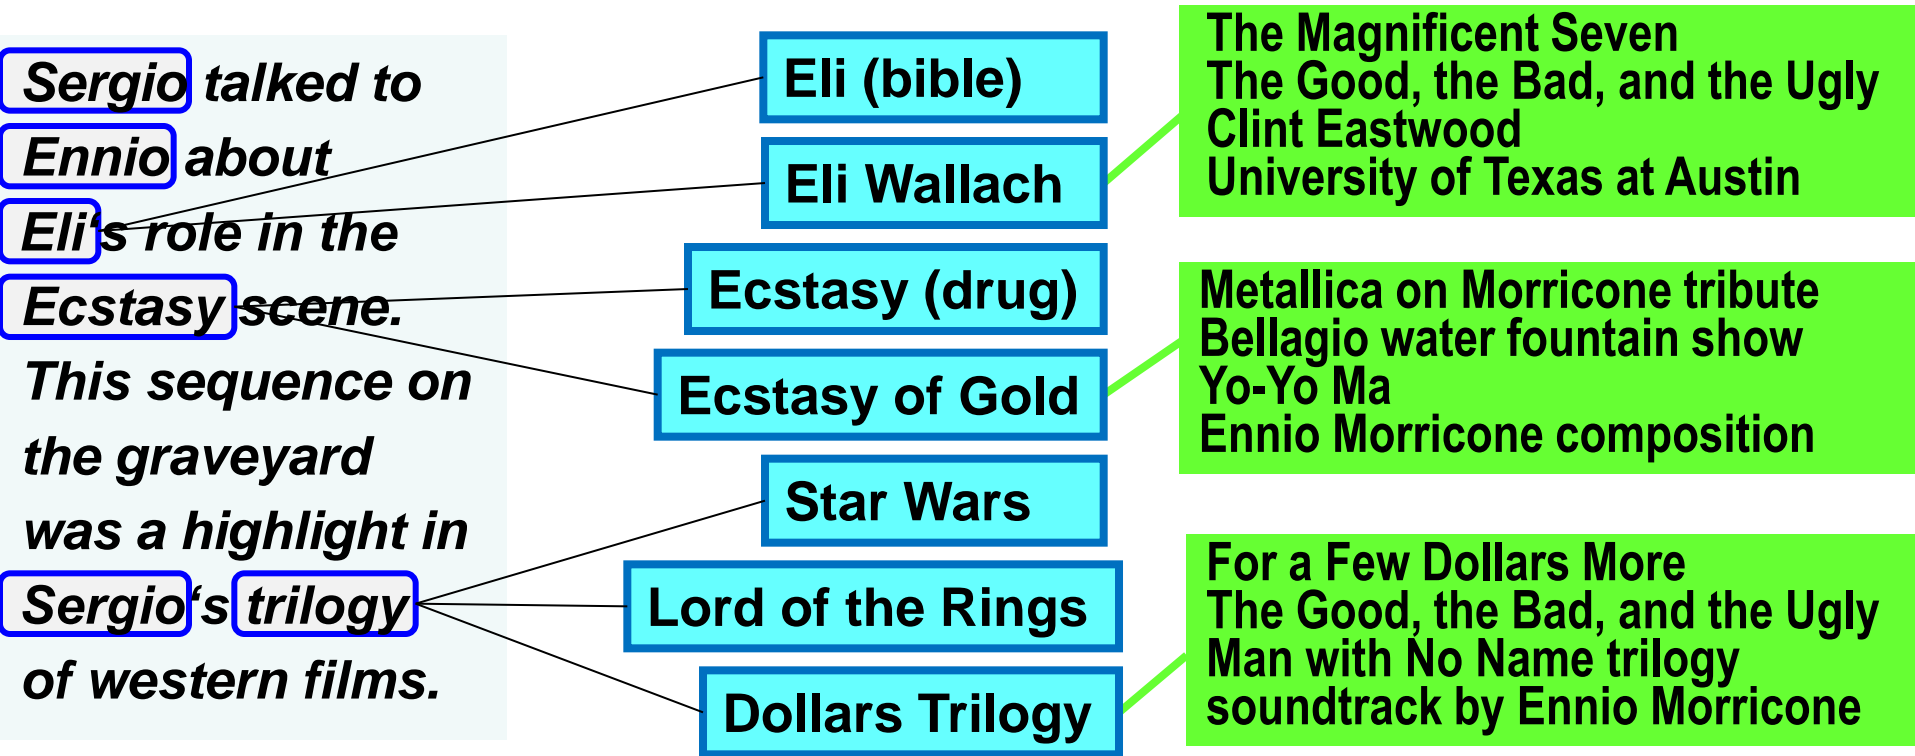 Sergio talked to
Ennio about
Eli‘s role in the
Ecstasy scene.
This sequence on
the graveyard
was a highlight in
Sergio‘s trilogy
of western films.
Eli (bible)
Eli Wallach
Ecstasy (drug)
Ecstasy of Gold
Star Wars
Lord of the Rings
Dollars Trilogy
The Magnificent Seven
The Good, the Bad, and the Ugly
Clint Eastwood
University of Texas at Austin
Metallica on Morricone tribute
Bellagio water fountain show
Yo-Yo Ma
Ennio Morricone composition
For a Few Dollars More
The Good, the Bad, and the Ugly
Man with No Name trilogy
soundtrack by Ennio Morricone